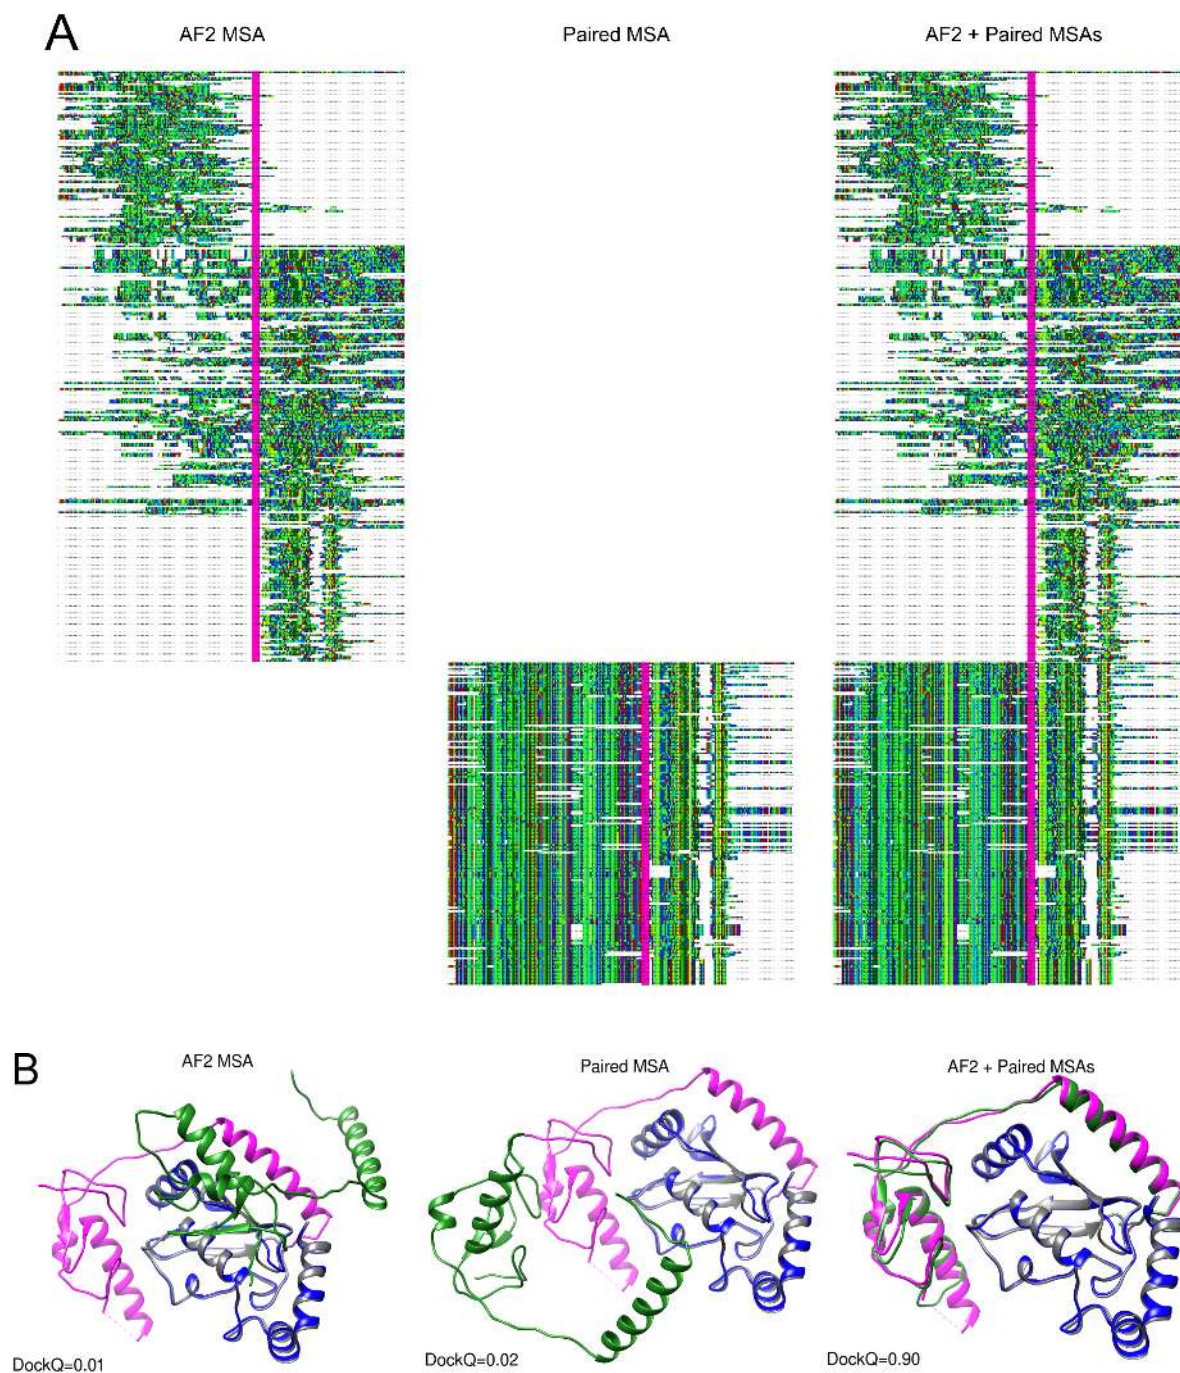 A
AF2 MSA
Paired MSA
AF2 + Paired MSAs
B
AF2 MSA
Paired MSA
AF2 + Paired MSAs
DockQ=0.01
DockQ=0.02
DockQ=0.90